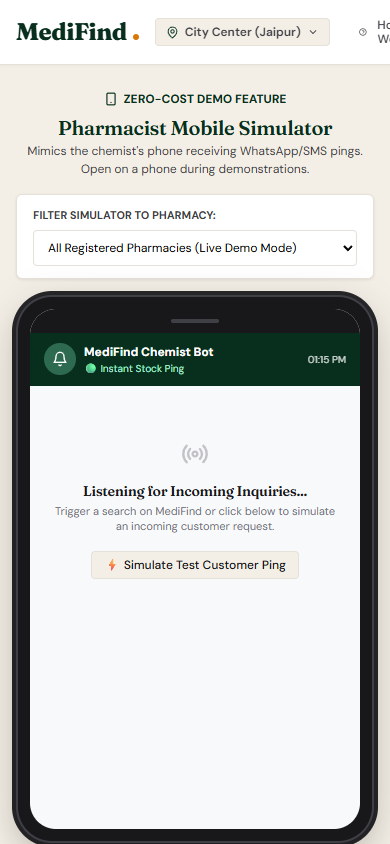 MediFind.
City Center (Jaipur)
ZERO-COST DEMO FEATURE
Pharmacist Mobile Simulator
Mimics the chemist's phone receiving WhatsApp/SMS pings.
Open on a phone during demonstrations.
FILTER SIMULATOR TO PHARMACY:
All Registered Pharmacies (Live Demo Mode)
MediFind Chemist Bot
Instant Stock Ping
01:15 PM
Listening for Incoming Inquiries...
Trigger a search on MediFind or click below to simulate
an incoming customer request.
Simulate Test Customer Ping